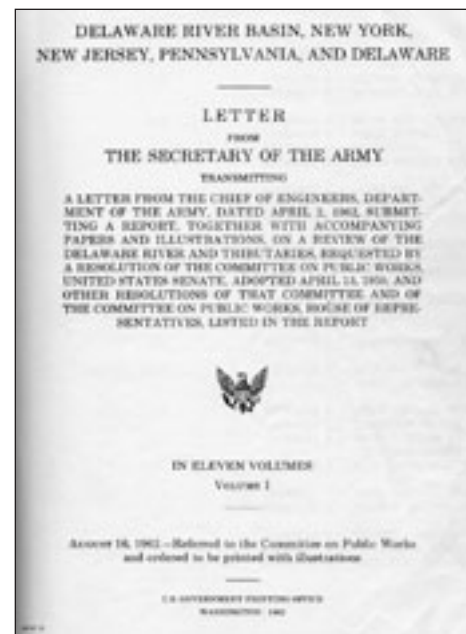 DELAWARE RIVER BASIN, NEW YORK,
NEW JERSEY, PENNSYLVANIA, AND DELAWARE
LETTER
FROM
THE SECRETARY OF THE ARMY
TRANSMITTING
A LETTER FROM THE CHIEF OF ENGINEERS, DEPART-
MENT OF THE ARMY, DATED APRIL 2, 1962, SUBMIT-
TING A REPORT, TOGETHER WITH ACCOMPANYING
PAPERS AND ILLUSTRATIONS, ON A REVIEW OF THE
DELAWARE RIVER AND TRIBUTARIES, REQUESTED BY
A RESOLUTION OF THE COMMITTEE ON PUBLIC WORKS,
UNITED STATES SENATE, ADOPTED APRIL 13, 1950, AND
OTHER RESOLUTIONS OF THAT COMMITTEE AND OF
THE COMMITTEE ON PUBLIC WORKS, HOUSE OF REPRE-
SENTATIVES, LISTED IN THE REPORT
IN ELEVEN VOLUMES
VOLUME I
AUGUST 16, 1962.—Referred to the Committee on Public Works
and ordered to be printed with illustrations
U.S. GOVERNMENT PRINTING OFFICE
WASHINGTON : 1962